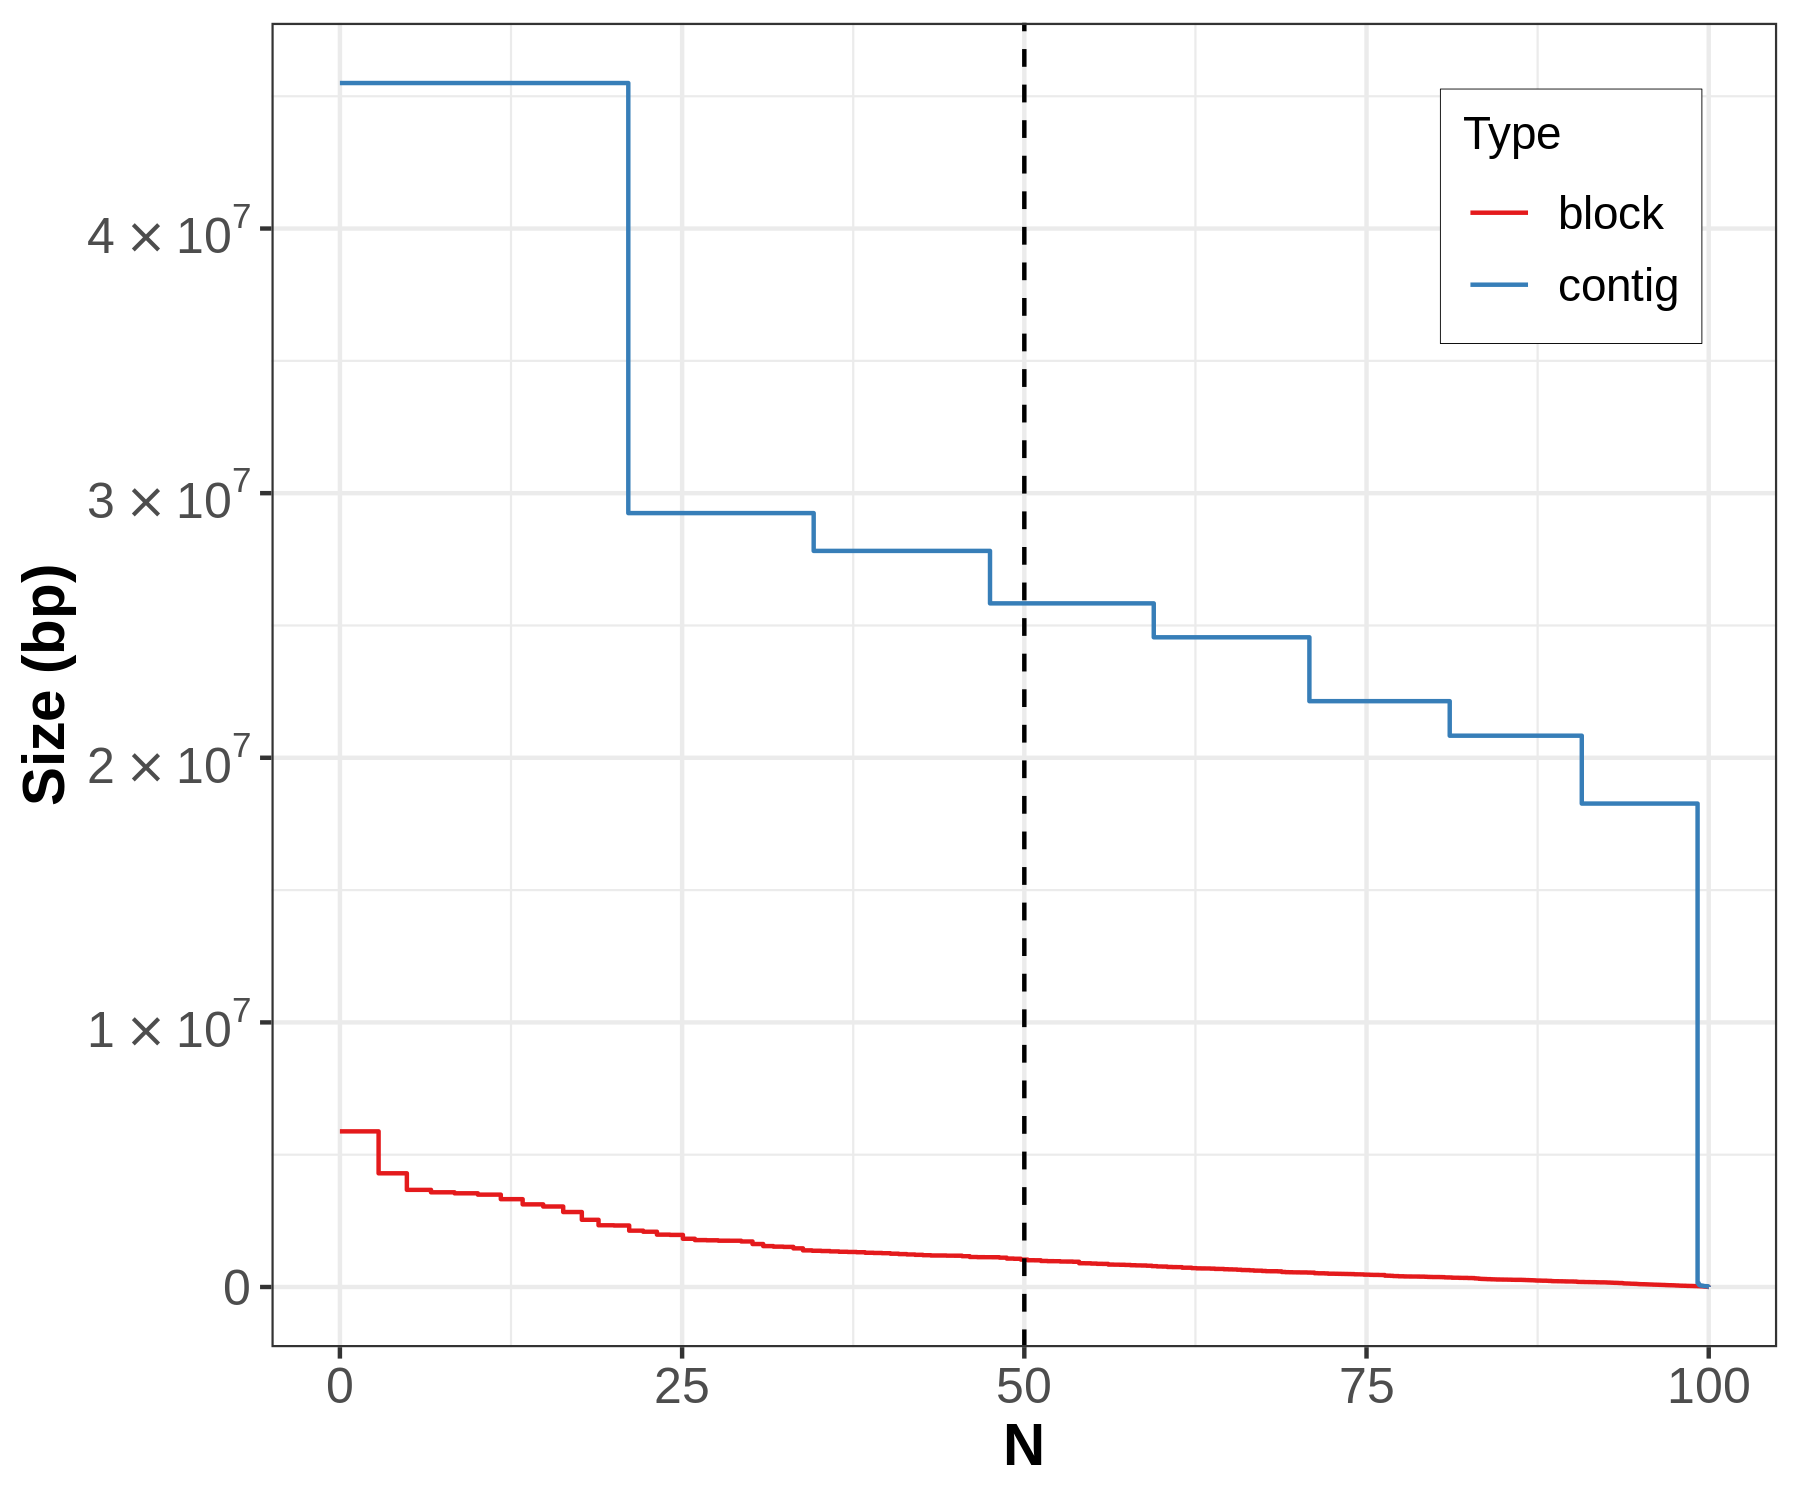 Type
block
contig
Size (bp)
4 × 10⁷
3 × 10⁷
2 × 10⁷
1 × 10⁷
0
0 25 50 75 100
N